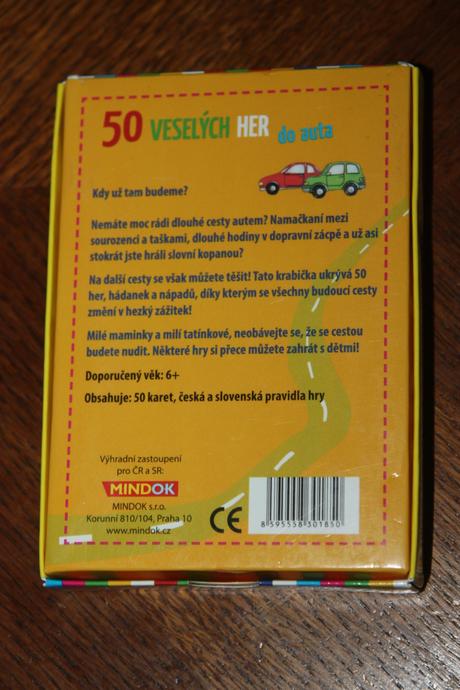 50 VESELÝCH HER do auta
Kdy už tam budeme?
Nemáte moc rádi dlouhé cesty autem? Namačkaní mezi
sourozenci a taškami, dlouhé hodiny v dopravní zácpě a už asi
stokrát jste hráli slovní kopanou?
Na další cesty se však můžete těšit! Tato krabička ukrývá 50
her, hádanek a nápadů, díky kterým se všechny budoucí cesty
změní v hezký zážitek!
Milé maminky a milí tatínkové, neobávejte se, že se cestou
budete nudit. Některé hry si přece můžete zahrát s dětmi!
Doporučený věk: 6+
Obsahuje: 50 karet, česká a slovenská pravidla hry
Výhradní zastoupení
pro ČR a SR:
MINDOK
MINDOK s.r.o.
Korunní 810/104, Praha 10
www.mindok.cz
CE
8 595558 301850